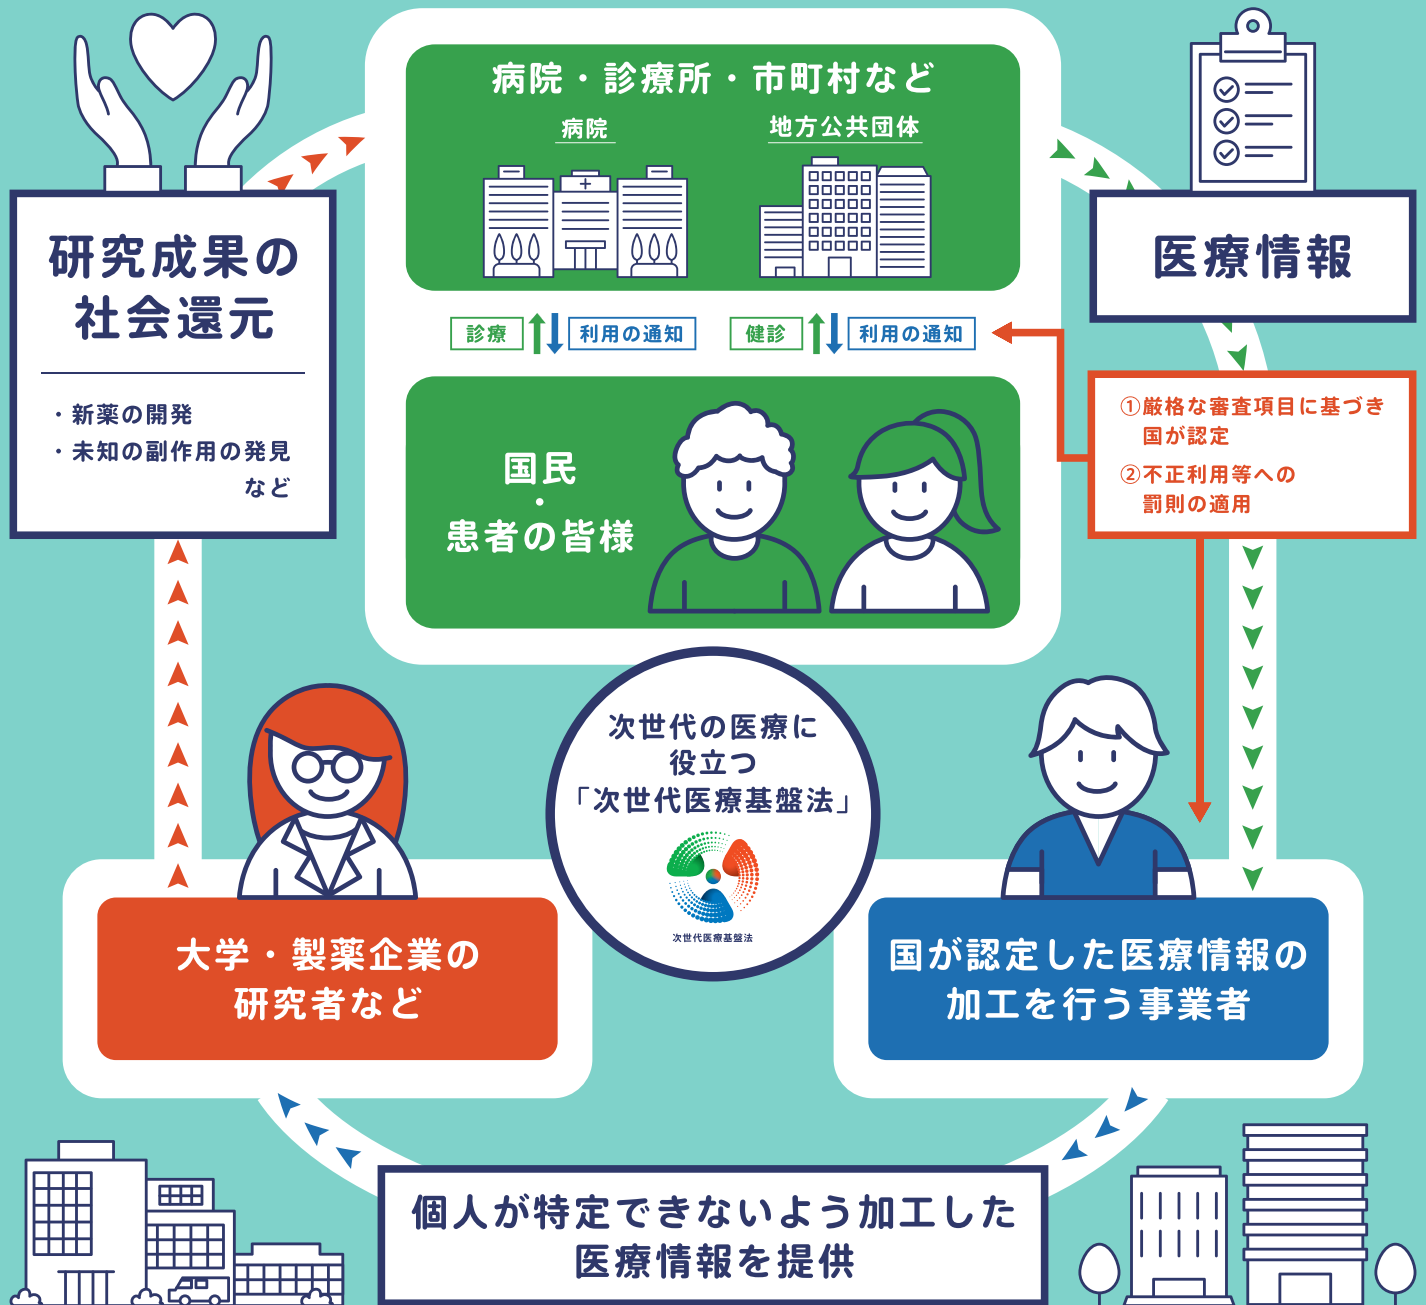 病院・診療所・市町村など
病院
地方公共団体
診療
利用の通知
健診
利用の通知
国民
・
患者の皆様
医療情報
①厳格な審査項目に基づき
国が認定
②不正利用等への
罰則の適用
国が認定した医療情報の
加工を行う事業者
個人が特定できないよう加工した
医療情報を提供
大学・製薬企業の
研究者など
研究成果の
社会還元
・新薬の開発
・未知の副作用の発見
など
次世代の医療に
役立つ
「次世代医療基盤法」
次世代医療基盤法